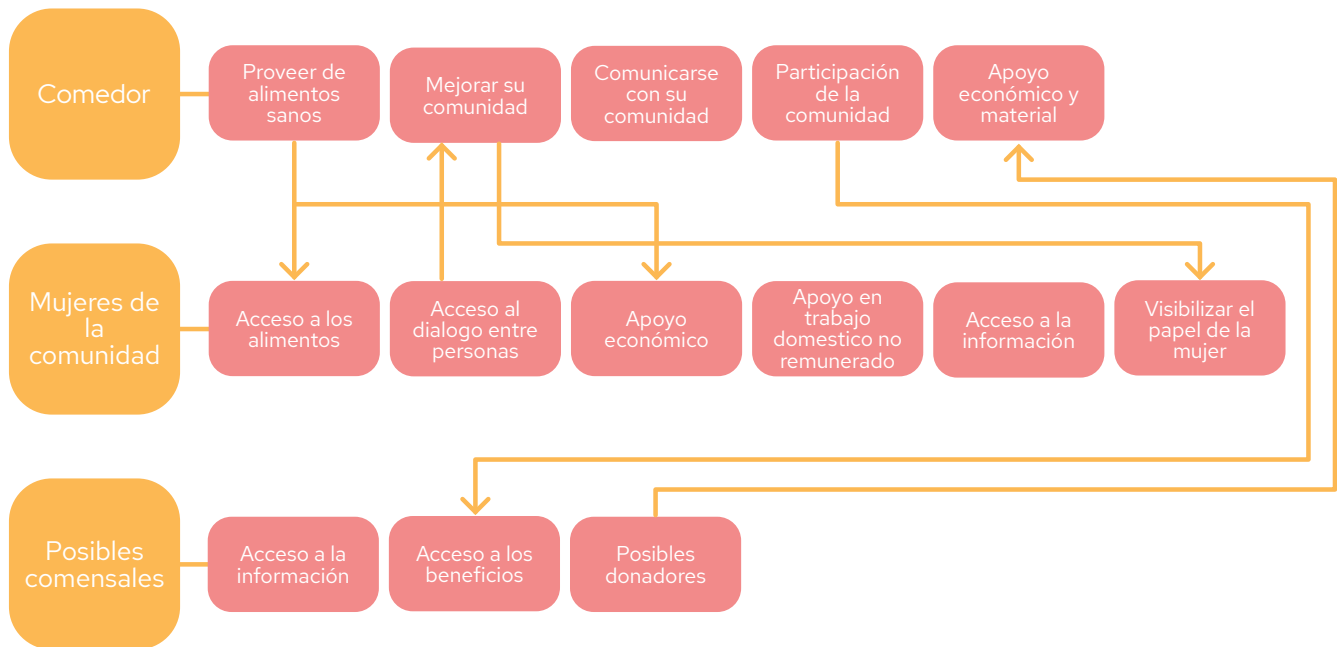 Comedor
Proveer de
alimentos
sanos
Mejorar su
comunidad
Comunicarse
con su
comunidad
Participación
de la
comunidad
Apoyo
económico y
material
Mujeres de
la
comunidad
Acceso a los
alimentos
Acceso al
dialogo entre
personas
Apoyo
económico
Apoyo en
trabajo
domestico no
remunerado
Acceso a la
información
Visibilizar el
papel de la
mujer
Posibles
comensales
Acceso a la
información
Acceso a los
beneficios
Posibles
donadores